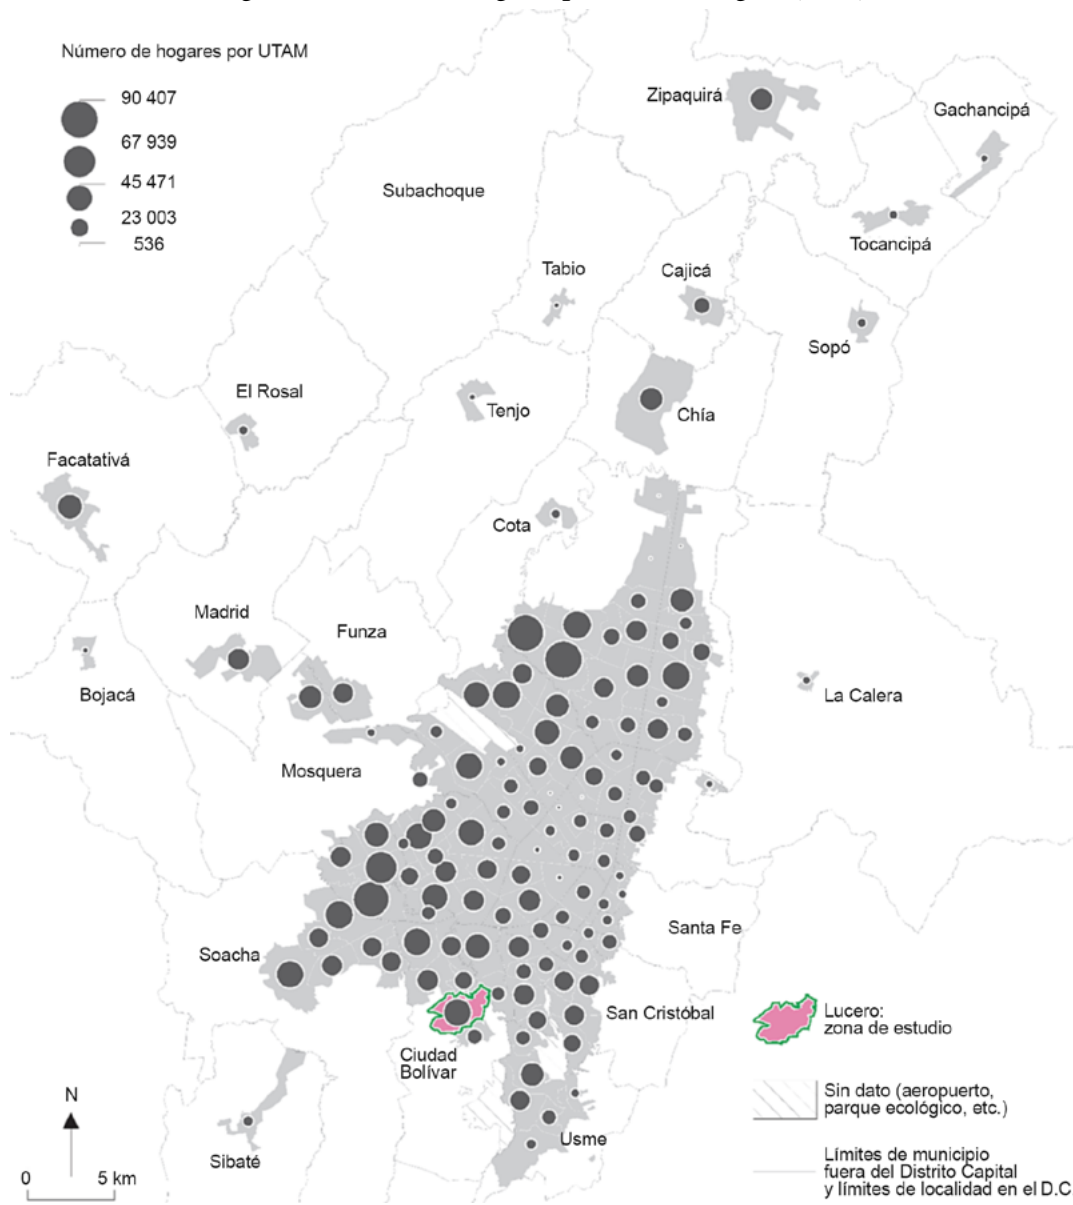 Número de hogares por UTAM
90 407
67 939
45 471
23 003
536
Zipaquirá
Gachancipá
Subachoque
Tocancipá
Tabio
Cajicá
Sopó
El Rosal
Tenjo
Chía
Facatativá
Cota
Madrid
Funza
Bojacá
La Calera
Mosquera
Santa Fe
Soacha
San Cristóbal
Lucero:
zona de estudio
Ciudad
Bolívar
N
Sin dato (aeropuerto,
parque ecológico, etc.)
Usme
Sibaté
Límites de municipio
fuera del Distrito Capital
y límites de localidad en el D.C.
0 5 km